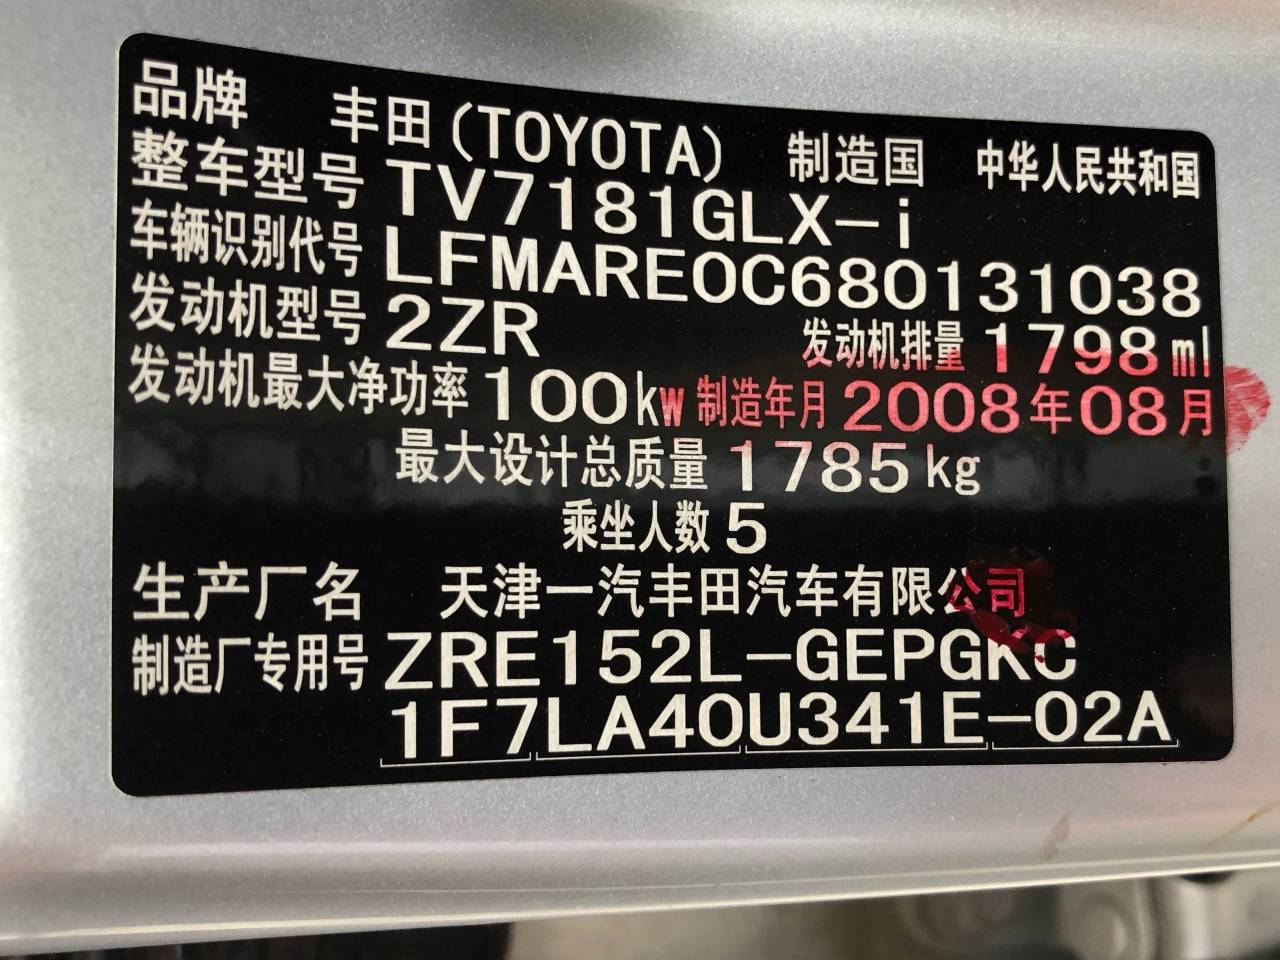 品牌 丰田(TOYOTA) 制造国 中华人民共和国
整车型号 TV7181GLX-i
车辆识别代号 LFMARE0C680131038
发动机型号 2ZR 发动机排量 1798ml
发动机最大净功率 100kw 制造年月 2008年08月
最大设计总质量 1785kg
乘坐人数 5
生产厂名 天津一汽丰田汽车有限公司
制造厂专用号 ZRE152L-GEPGKC
1F7LA40U341E-02A